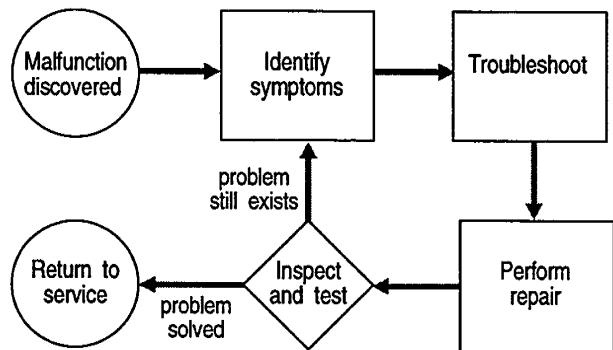 Malfunction
discovered
Identify
symptoms
Troubleshoot
problem
still exists
Return to
service
problem
solved
Inspect
and test
Perform
repair